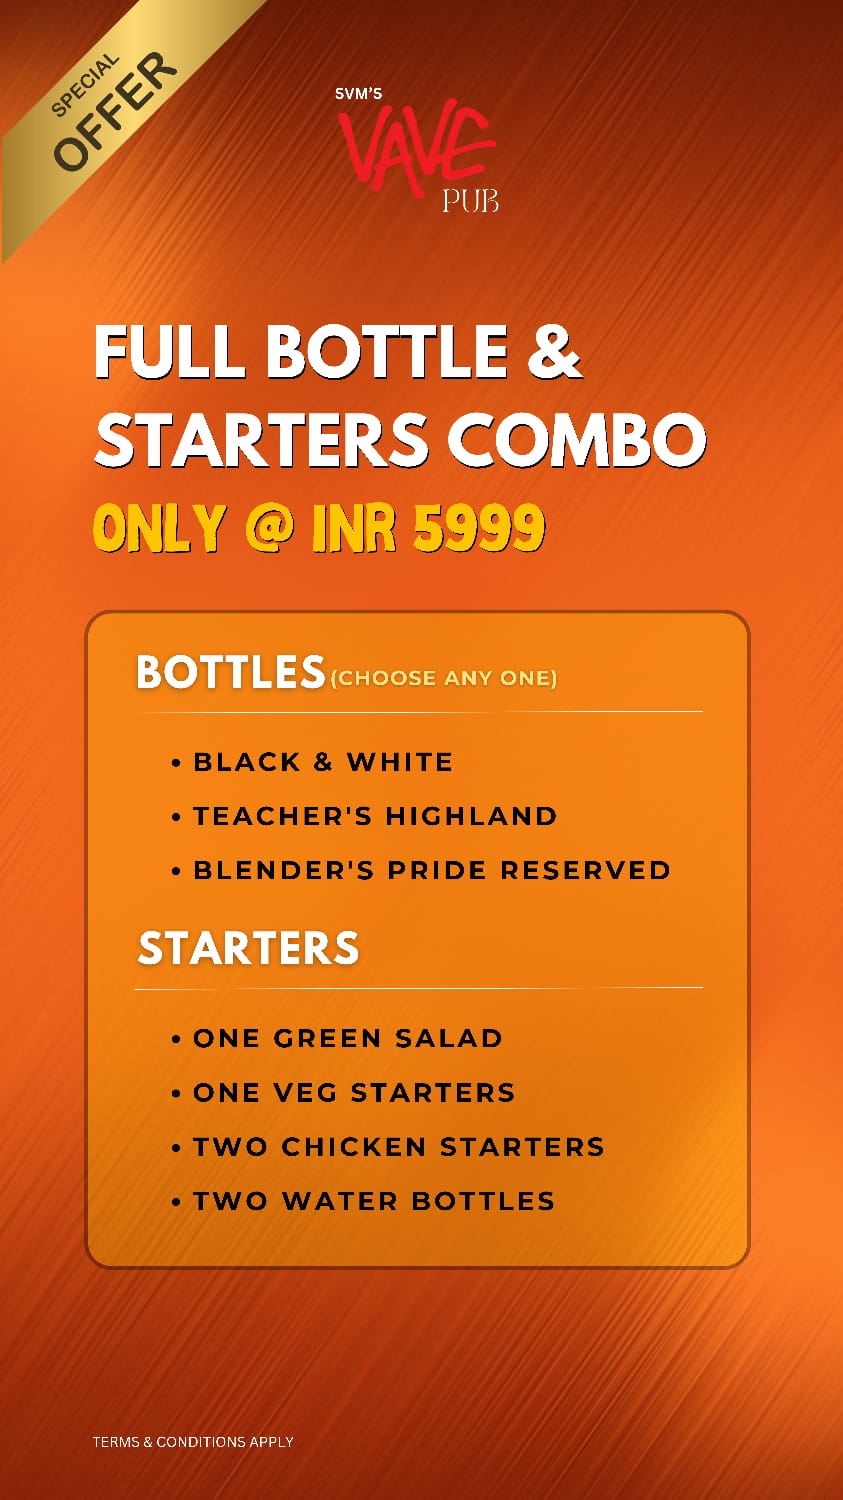 SPECIAL
OFFER
SVM'S
VAVE
PUB
FULL BOTTLE &
STARTERS COMBO
ONLY @ INR 5999
BOTTLES (CHOOSE ANY ONE)
• BLACK & WHITE
• TEACHER'S HIGHLAND
• BLENDER'S PRIDE RESERVED
STARTERS
• ONE GREEN SALAD
• ONE VEG STARTERS
• TWO CHICKEN STARTERS
• TWO WATER BOTTLES
TERMS & CONDITIONS APPLY